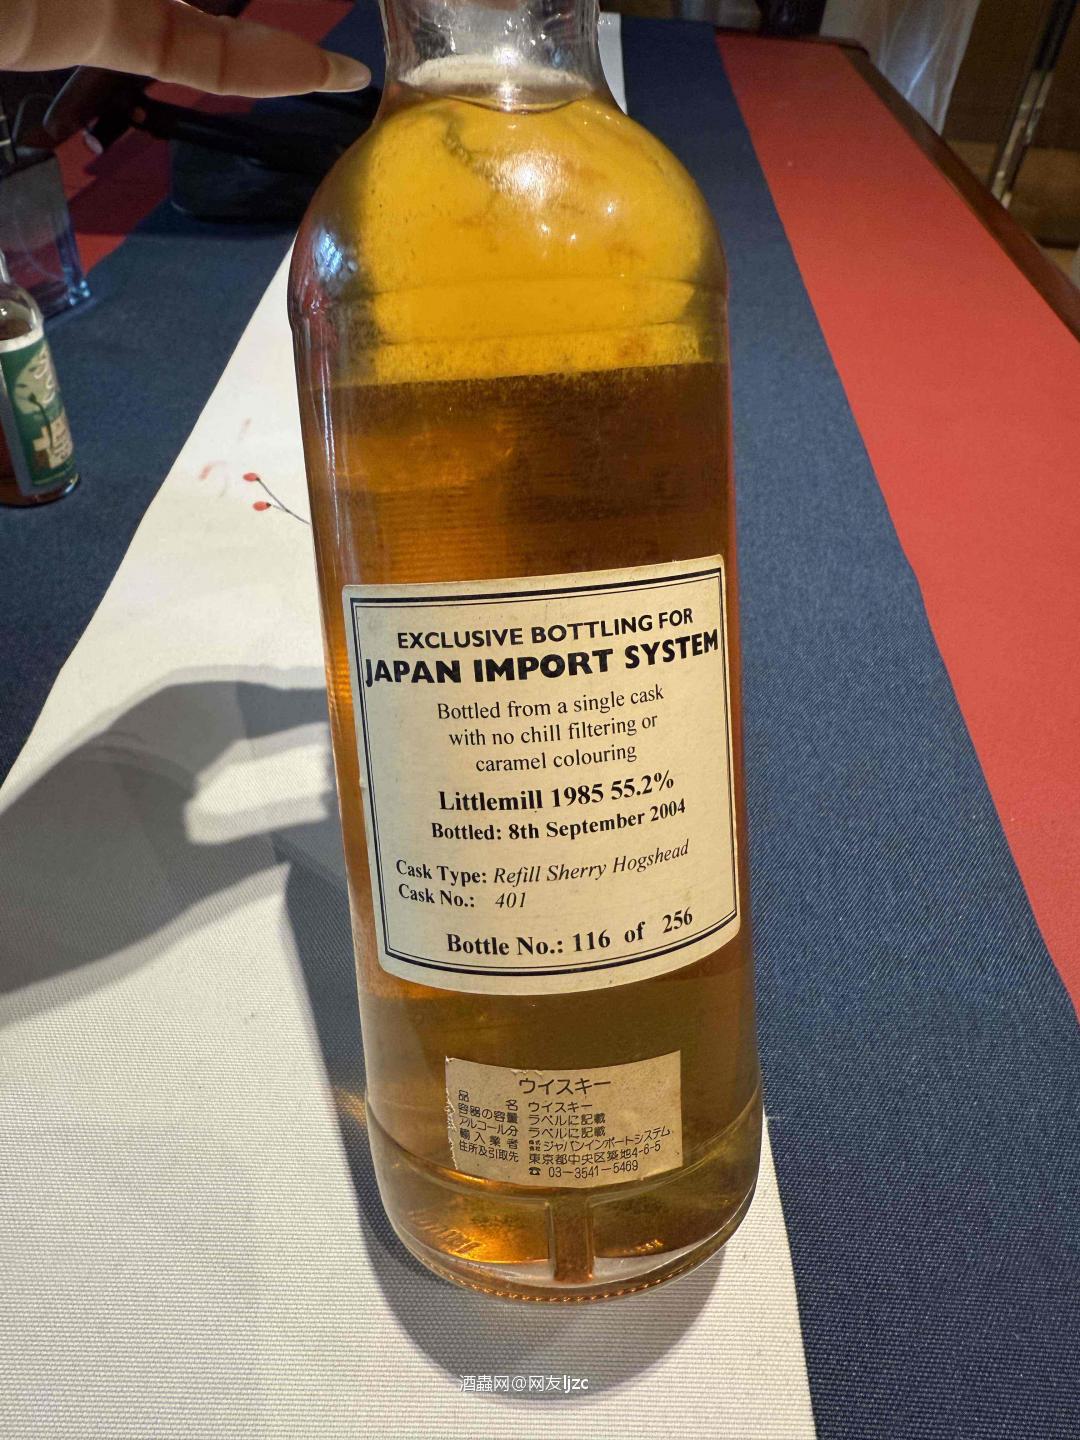 EXCLUSIVE BOTTLING FOR
JAPAN IMPORT SYSTEM
Bottled from a single cask
with no chill filtering or
caramel colouring
Littlemill 1985 55.2%
Bottled: 8th September 2004
Cask Type: Refill Sherry Hogshead
Cask No.: 401
Bottle No.: 116 of 256
ウイスキー
品名 ウイスキー
容器の容量 ラベルに記載
アルコール分 ラベルに記載
輸入業者 株式会社ジャパンインポートシステム
住所及引取先 東京都中央区築地4-6-5
☎ 03-3541-5469
酒蟲网@网友ljzc